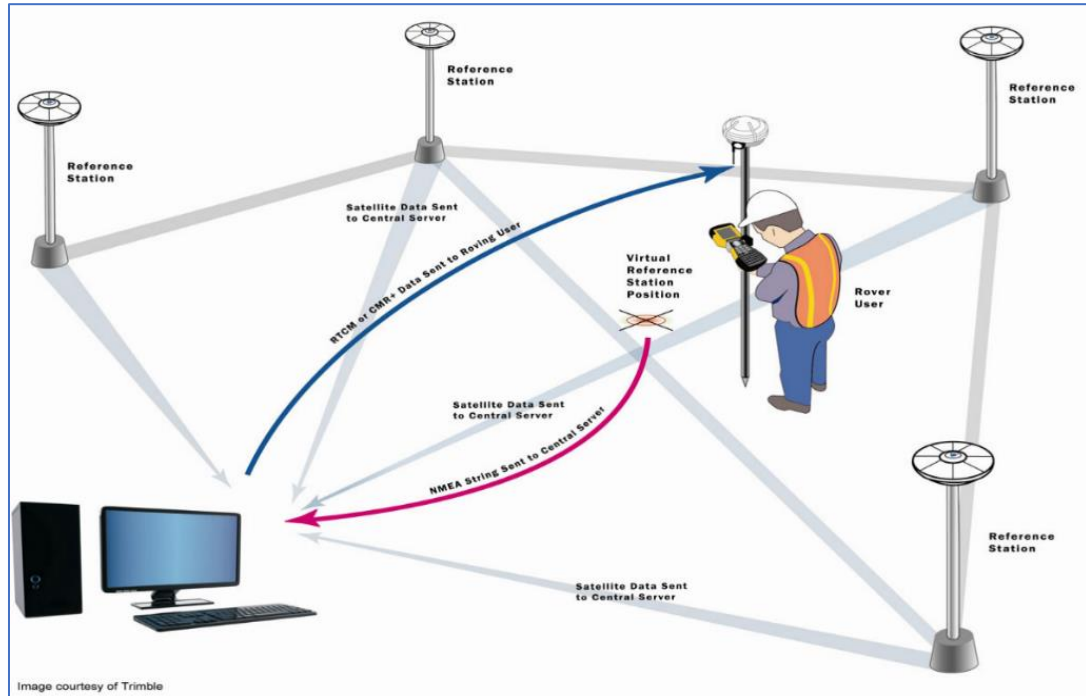 Reference
Station
Reference
Station
Reference
Station
Satellite Data Sent
to Central Server
RTCM or CMR+ Data Sent to Roving User
Virtual
Reference
Station
Position
Rover
User
Satellite Data Sent
to Central Server
NMEA String Sent to Central Server
Reference
Station
Satellite Data Sent
to Central Server
Image courtesy of Trimble